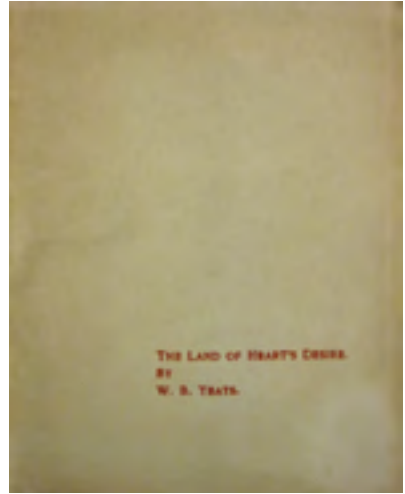 The Land of Heart's Desire.
By
W. B. Yeats.